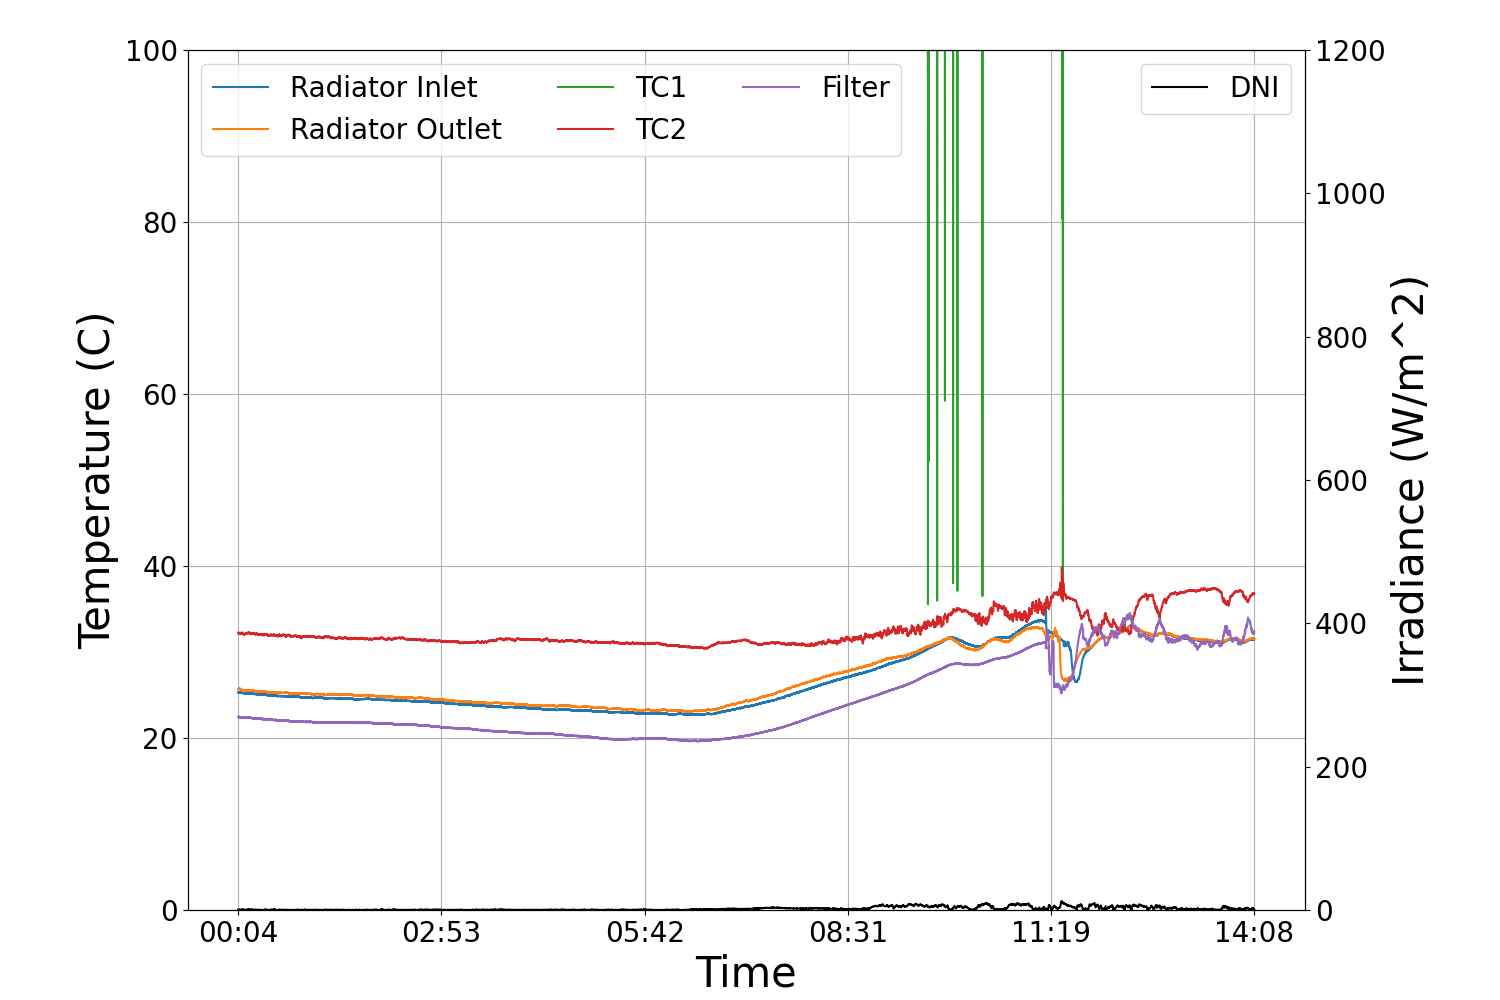 100
80
60
40
20
0
Temperature (C)
Radiator Inlet
Radiator Outlet
TC1
TC2
Filter
DNI
1200
1000
800
600
400
200
0
Irradiance (W/m^2)
00:04 02:53 05:42 08:31 11:19 14:08
Time